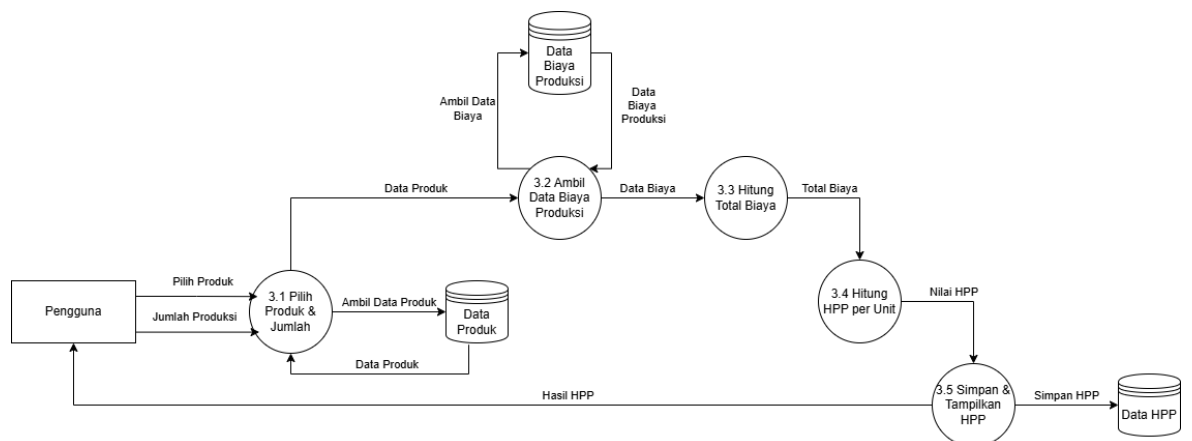 Data
Biaya
Produksi
Ambil Data
Biaya
Data
Biaya
Produksi
Data Produk
3.2 Ambil
Data Biaya
Produksi
Data Biaya
3.3 Hitung
Total Biaya
Total Biaya
Pengguna
Pilih Produk
Jumlah Produksi
3.1 Pilih
Produk &
Jumlah
Ambil Data Produk
Data
Produk
Data Produk
3.4 Hitung
HPP per Unit
Nilai HPP
Hasil HPP
3.5 Simpan &
Tampilkan
HPP
Simpan HPP
Data HPP